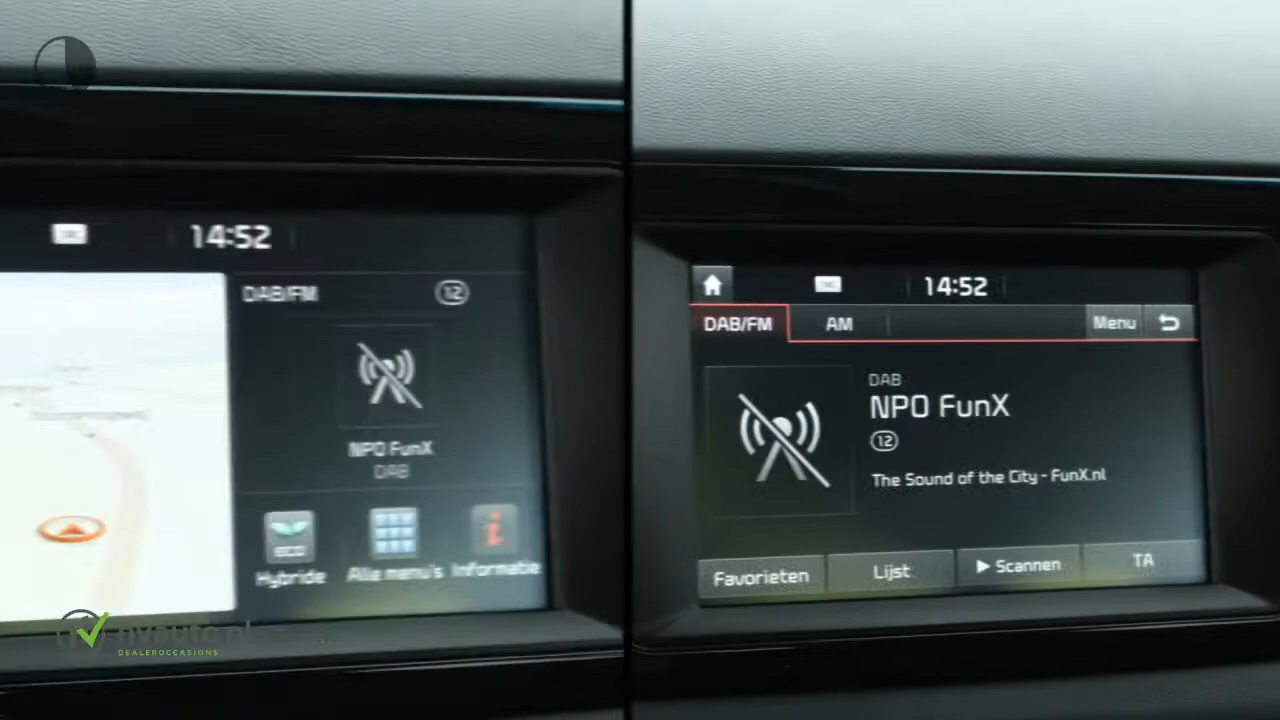 14:52
DAB/FM
12
NPO FunX
DAB
eco
Hybride
Alle menu's
Informatie
DEALEROCCASIONS
14:52
DAB/FM
AM
Menu
DAB
NPO FunX
12
The Sound of the City - FunX.nl
Favorieten
Lijst
Scannen
TA